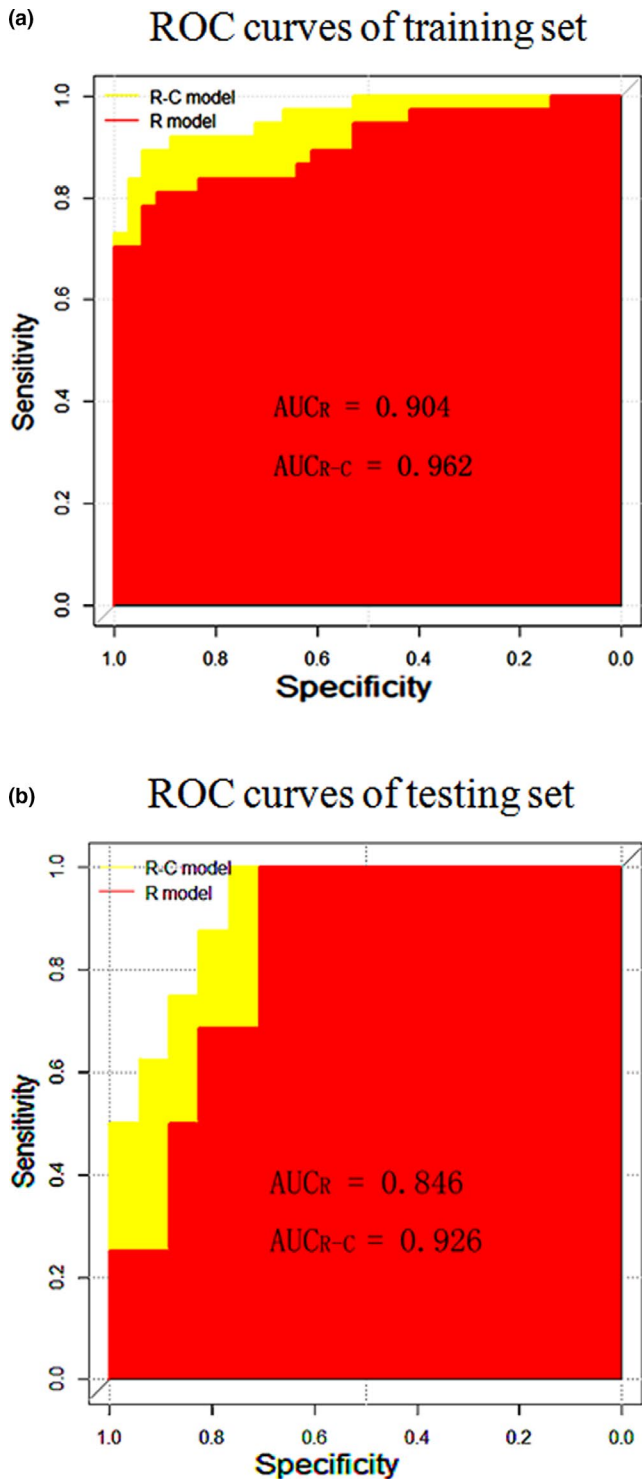 (a)
ROC curves of training set
R-C model
R model
1.0
0.8
0.6
0.4
0.2
0.0
Sensitivity
AUCR = 0.904
AUCR-C = 0.962
1.0 0.8 0.6 0.4 0.2 0.0
Specificity
(b)
ROC curves of testing set
R-C model
R model
1.0
0.8
0.6
0.4
0.2
0.0
Sensitivity
AUCR = 0.846
AUCR-C = 0.926
1.0 0.8 0.6 0.4 0.2 0.0
Specificity